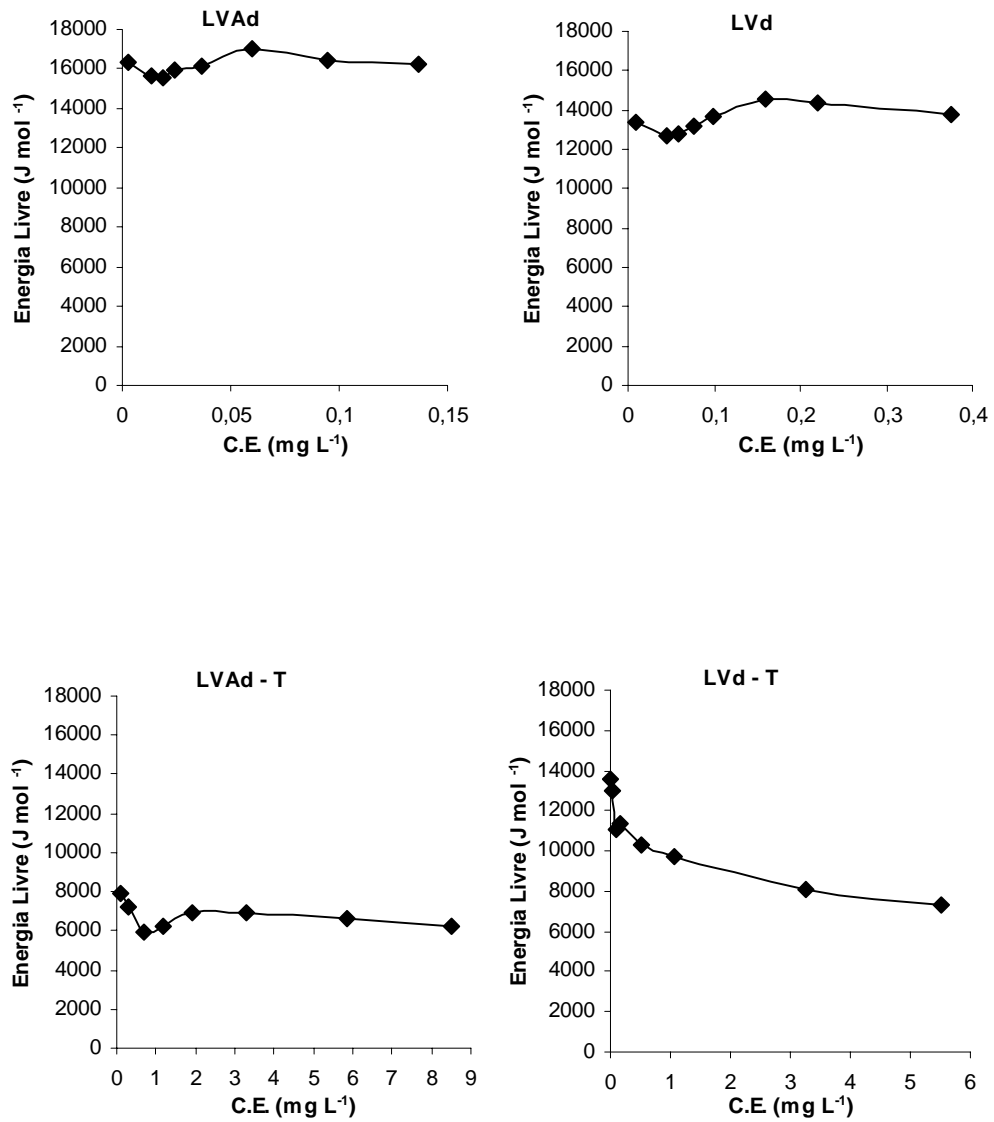 LVAd
18000
16000
14000
12000
10000
8000
6000
4000
2000
0
Energia Livre (J mol -1)
0 0,05 0,1 0,15
C.E. (mg L-1)
LVd
18000
16000
14000
12000
10000
8000
6000
4000
2000
0
Energia Livre (J mol -1)
0 0,1 0,2 0,3 0,4
C.E. (mg L-1)
LVAd - T
18000
16000
14000
12000
10000
8000
6000
4000
2000
0
Energia Livre (J mol -1)
0 1 2 3 4 5 6 7 8 9
C.E. (mg L-1)
LVd - T
18000
16000
14000
12000
10000
8000
6000
4000
2000
0
Energia Livre (J mol -1)
0 1 2 3 4 5 6
C.E. (mg L-1)